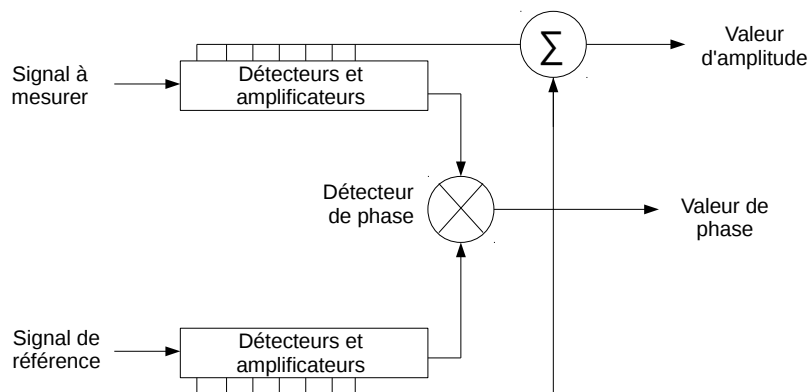 Valeur
d'amplitude
∑
Signal à
mesurer
Détecteurs et
amplificateurs
Détecteur
de phase
Valeur de
phase
Signal de
référence
Détecteurs et
amplificateurs